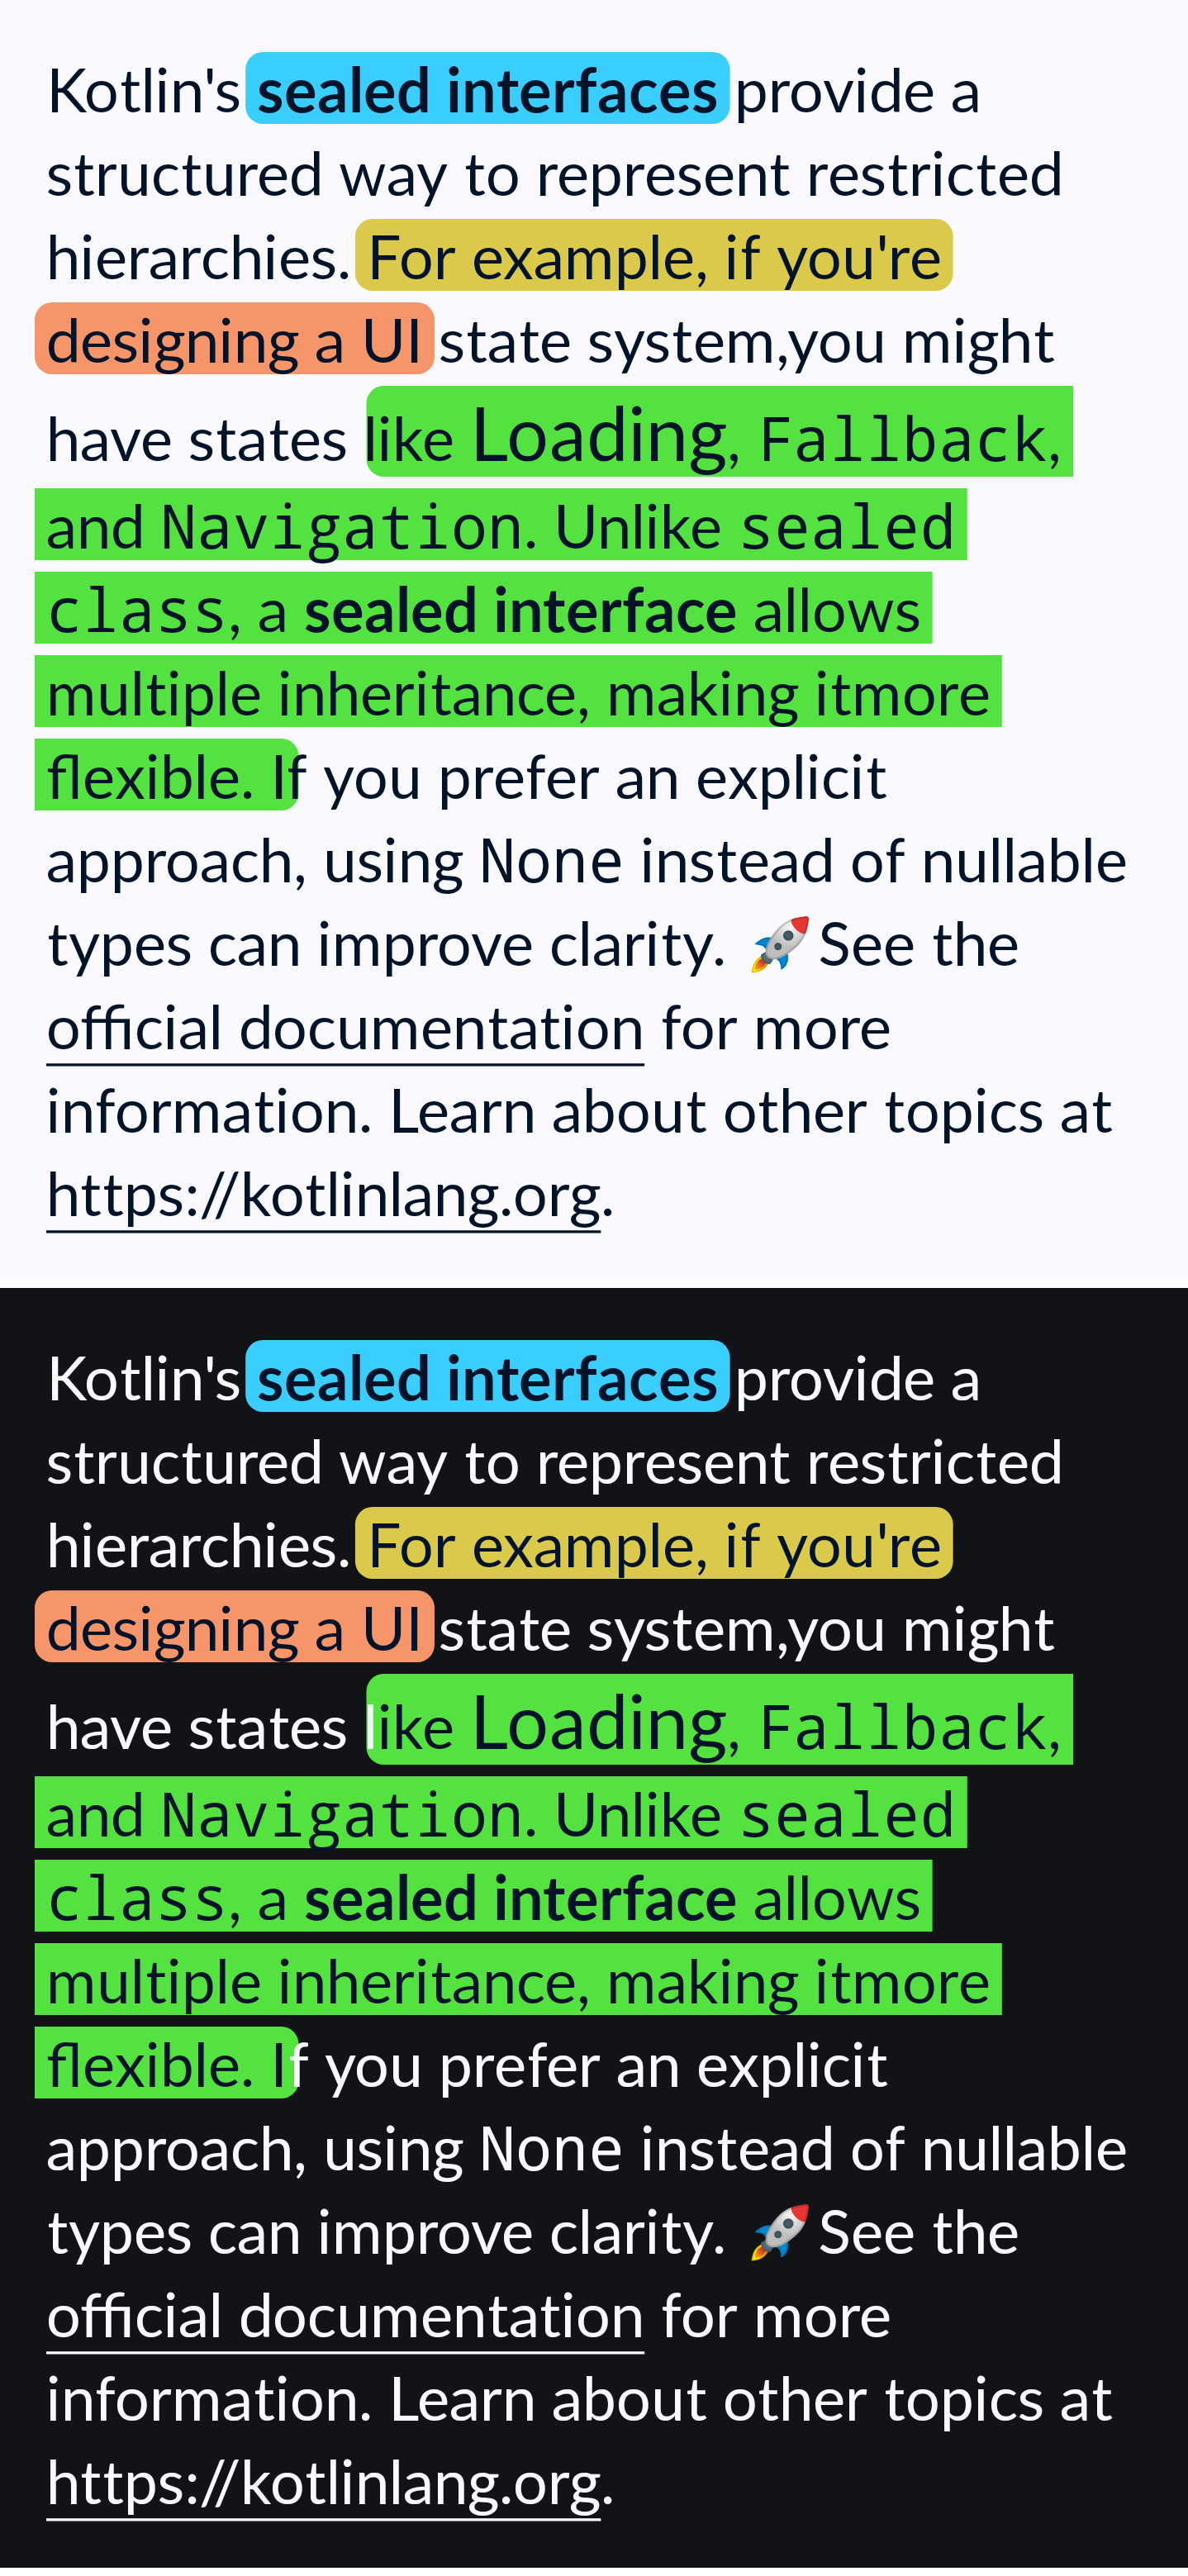 Kotlin's sealed interfaces provide a
structured way to represent restricted
hierarchies. For example, if you're
designing a UI state system,you might
have states like Loading, Fallback,
and Navigation. Unlike sealed
class, a sealed interface allows
multiple inheritance, making itmore
flexible. If you prefer an explicit
approach, using None instead of nullable
types can improve clarity. 🚀See the
official documentation for more
information. Learn about other topics at
https://kotlinlang.org.
Kotlin's sealed interfaces provide a
structured way to represent restricted
hierarchies. For example, if you're
designing a UI state system,you might
have states like Loading, Fallback,
and Navigation. Unlike sealed
class, a sealed interface allows
multiple inheritance, making itmore
flexible. If you prefer an explicit
approach, using None instead of nullable
types can improve clarity. 🚀See the
official documentation for more
information. Learn about other topics at
https://kotlinlang.org.